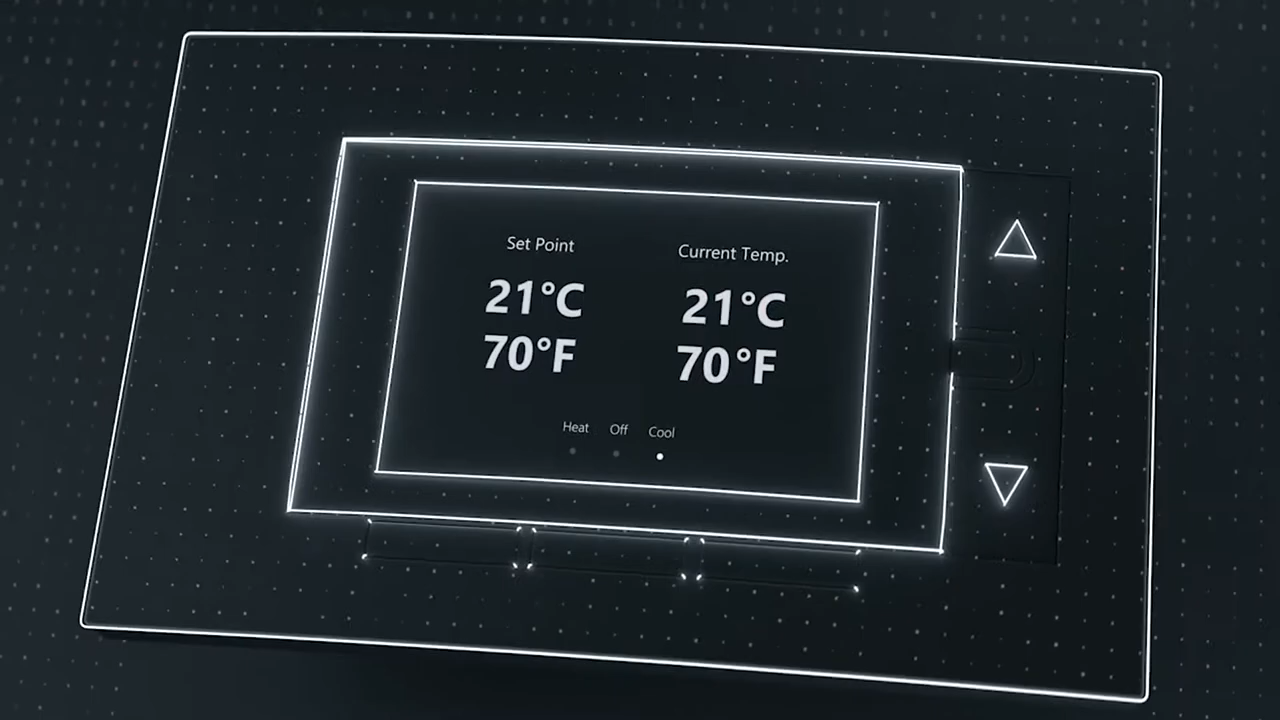 Set Point
21°C
70°F
Current Temp.
21°C
70°F
Heat Off Cool